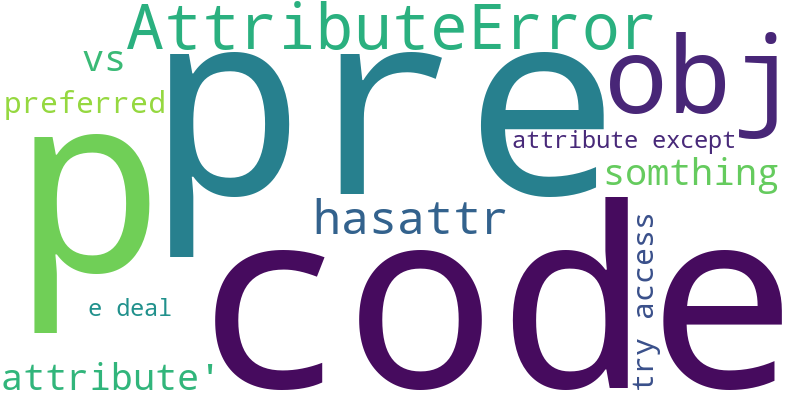 AttributeError
vs
pre
obj
preferred
attribute except
p
somthing
hasattr
code
try access
e deal
attribute'